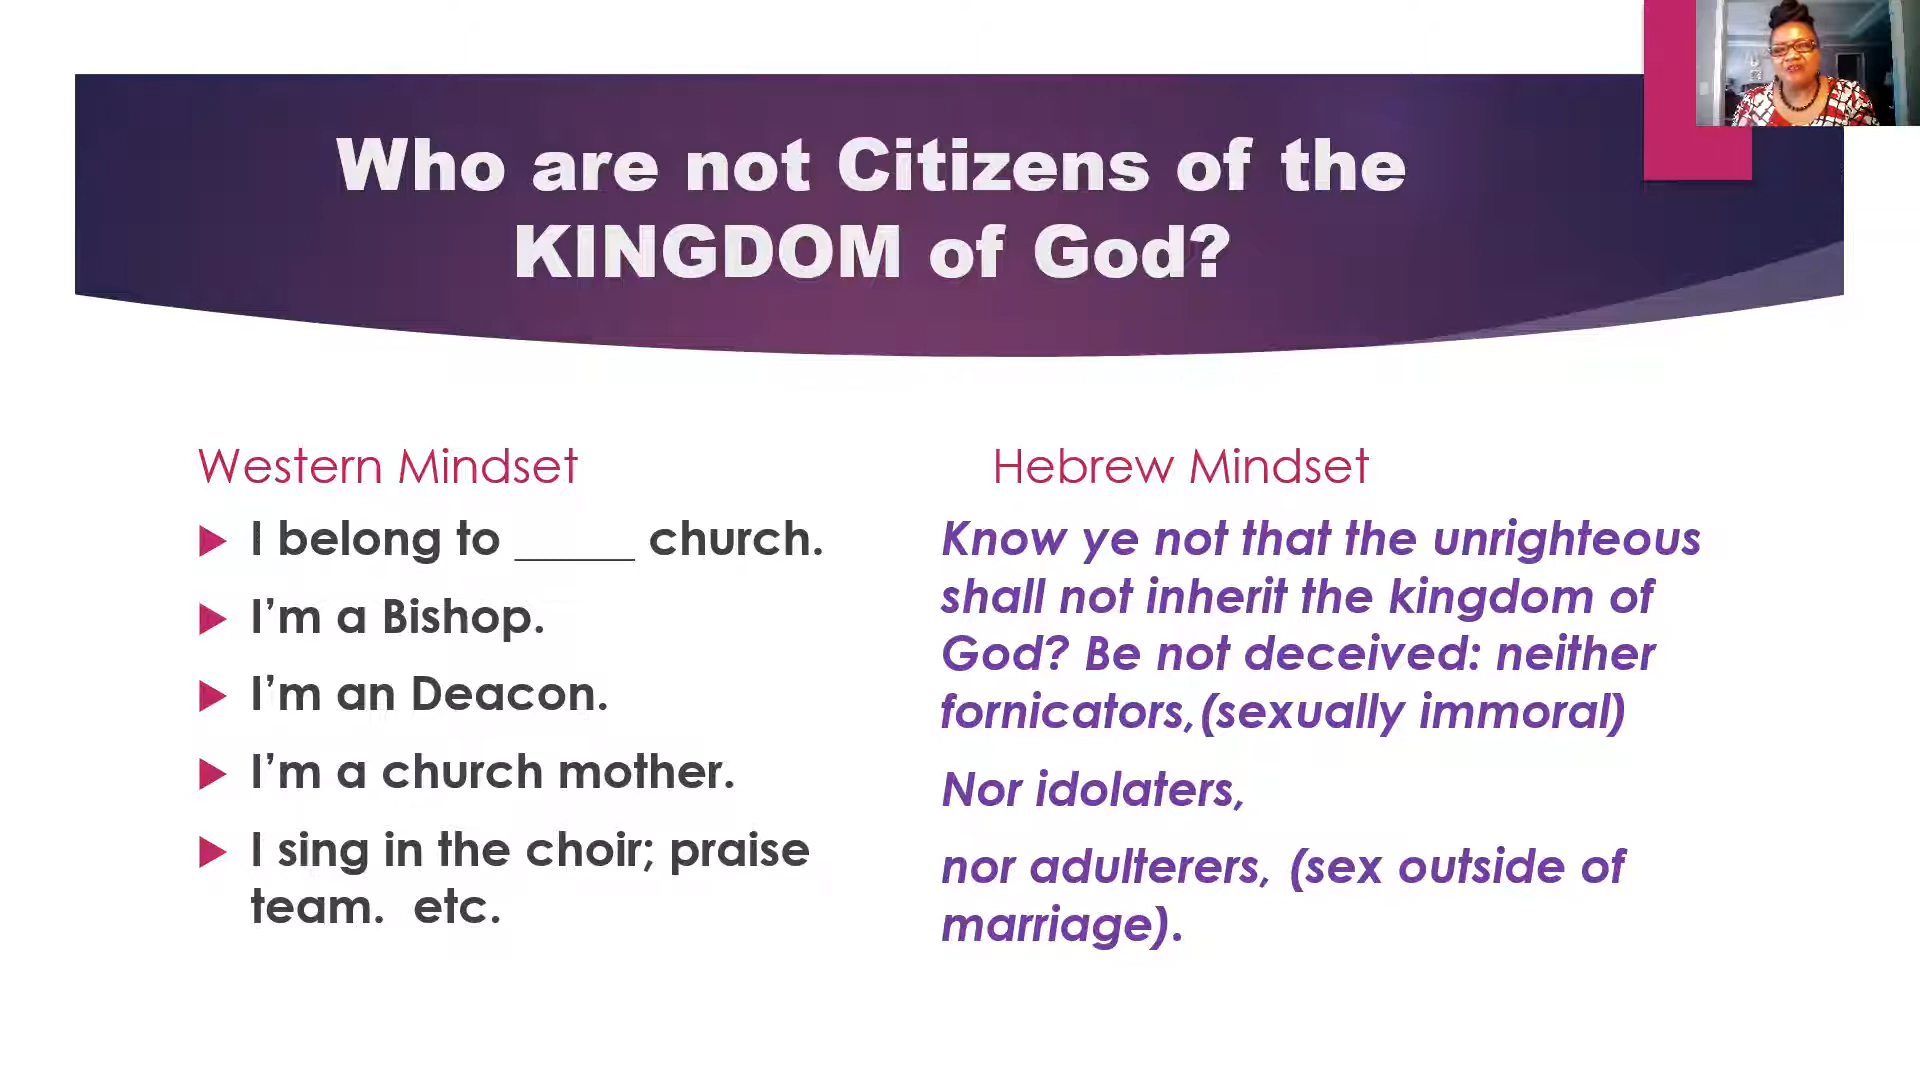 Who are not Citizens of the
KINGDOM of God?
Western Mindset
I belong to _____ church.
I'm a Bishop.
I'm an Deacon.
I'm a church mother.
I sing in the choir; praise
team.  etc.
Hebrew Mindset
Know ye not that the unrighteous
shall not inherit the kingdom of
God? Be not deceived: neither
fornicators,(sexually immoral)
Nor idolaters,
nor adulterers, (sex outside of
marriage).